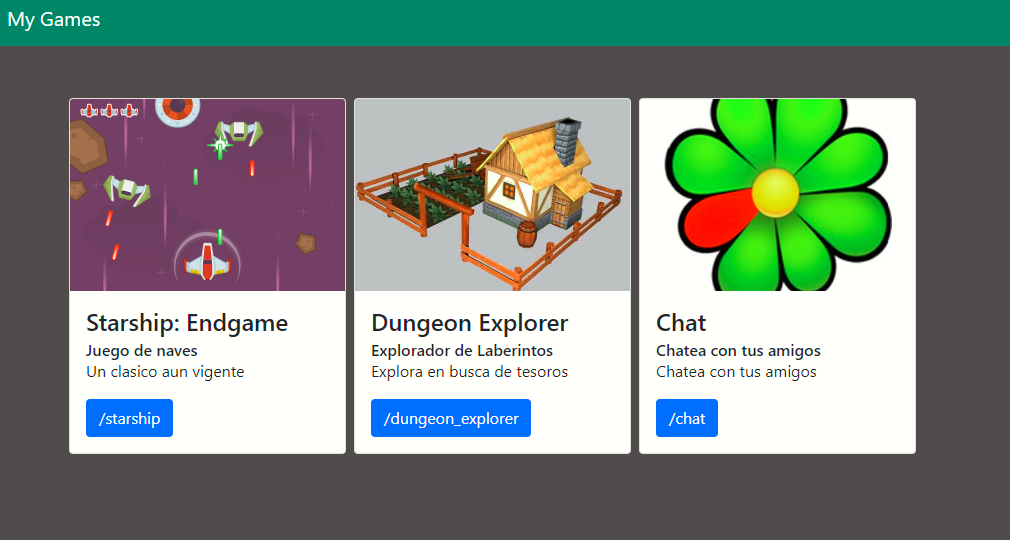 My Games
Starship: Endgame
Juego de naves
Un clasico aun vigente
/starship
Dungeon Explorer
Explorador de Laberintos
Explora en busca de tesoros
/dungeon_explorer
Chat
Chatea con tus amigos
Chatea con tus amigos
/chat